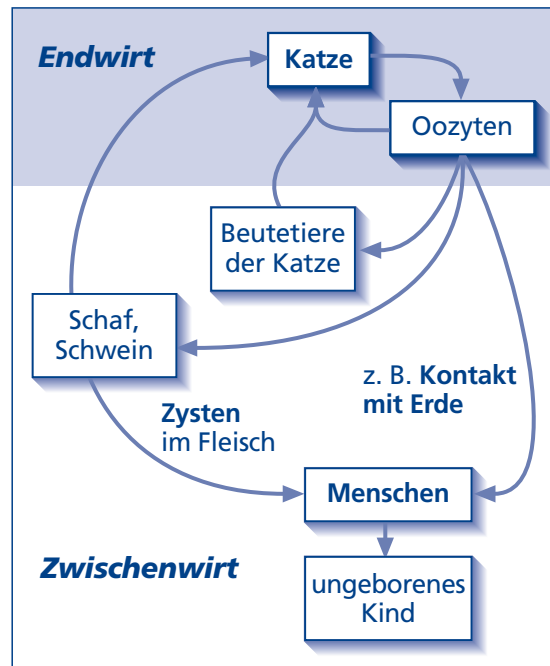 Endwirt
Katze
Oozyten
Beutetiere
der Katze
Schaf,
Schwein
z. B. Kontakt
mit Erde
Zysten
im Fleisch
Menschen
Zwischenwirt
ungeborenes
Kind